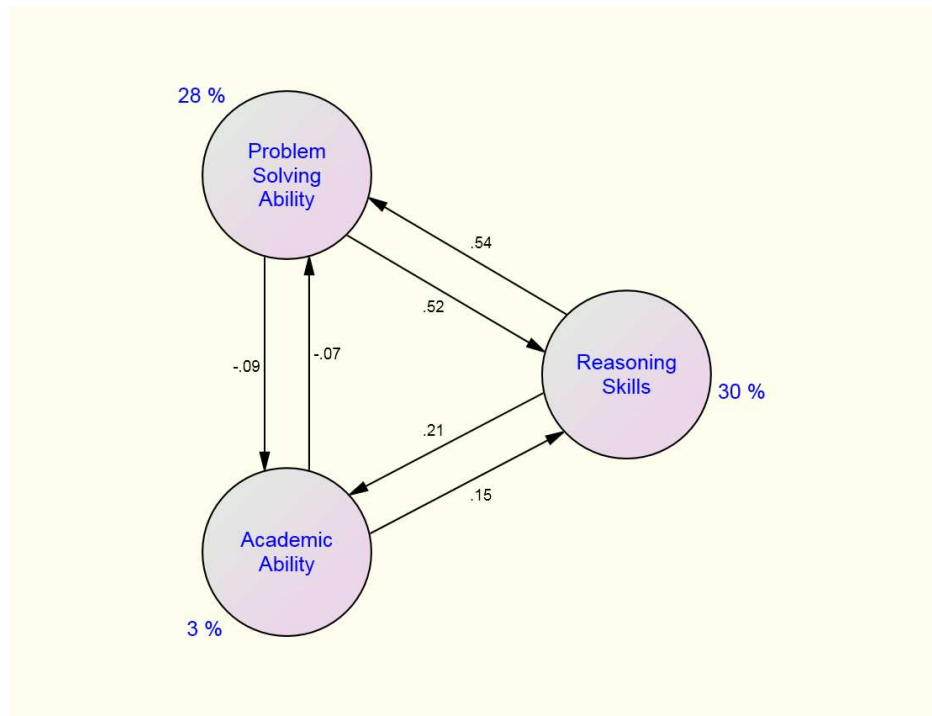 28 %
Problem
Solving
Ability
.54
.52
-.09
-.07
Reasoning
Skills
30 %
.21
.15
Academic
Ability
3 %